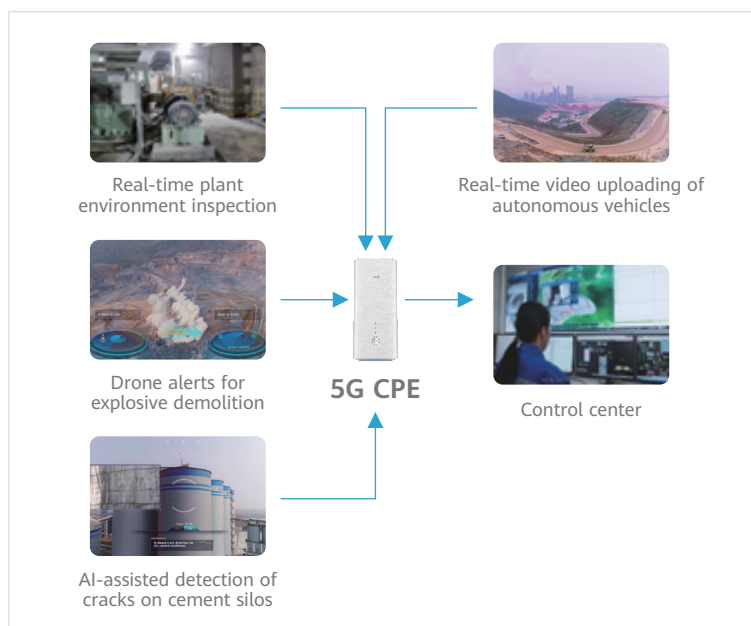 Real-time plant
environment inspection
Real-time video uploading of
autonomous vehicles
Drone alerts for
explosive demolition
5G CPE
Control center
AI-assisted detection of
cracks on cement silos